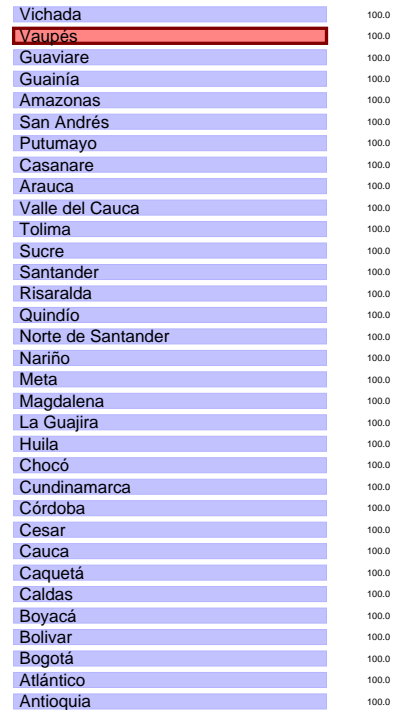 Vichada 100.0
Vaupés 100.0
Guaviare 100.0
Guainía 100.0
Amazonas 100.0
San Andrés 100.0
Putumayo 100.0
Casanare 100.0
Arauca 100.0
Valle del Cauca 100.0
Tolima 100.0
Sucre 100.0
Santander 100.0
Risaralda 100.0
Quindío 100.0
Norte de Santander 100.0
Nariño 100.0
Meta 100.0
Magdalena 100.0
La Guajira 100.0
Huila 100.0
Chocó 100.0
Cundinamarca 100.0
Córdoba 100.0
Cesar 100.0
Cauca 100.0
Caquetá 100.0
Caldas 100.0
Boyacá 100.0
Bolivar 100.0
Bogotá 100.0
Atlántico 100.0
Antioquia 100.0